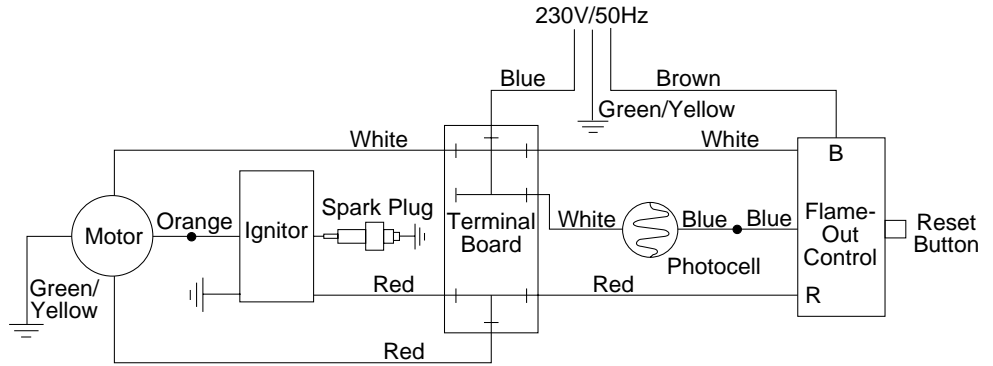 230V/50Hz
Blue
Brown
Green/Yellow
White
White
B
Orange
Ignitor
Spark Plug
Motor
Terminal
Board
White
Blue
Blue
Flame-
Out
Control
Reset
Button
Photocell
Green/
Yellow
Red
Red
R
Red